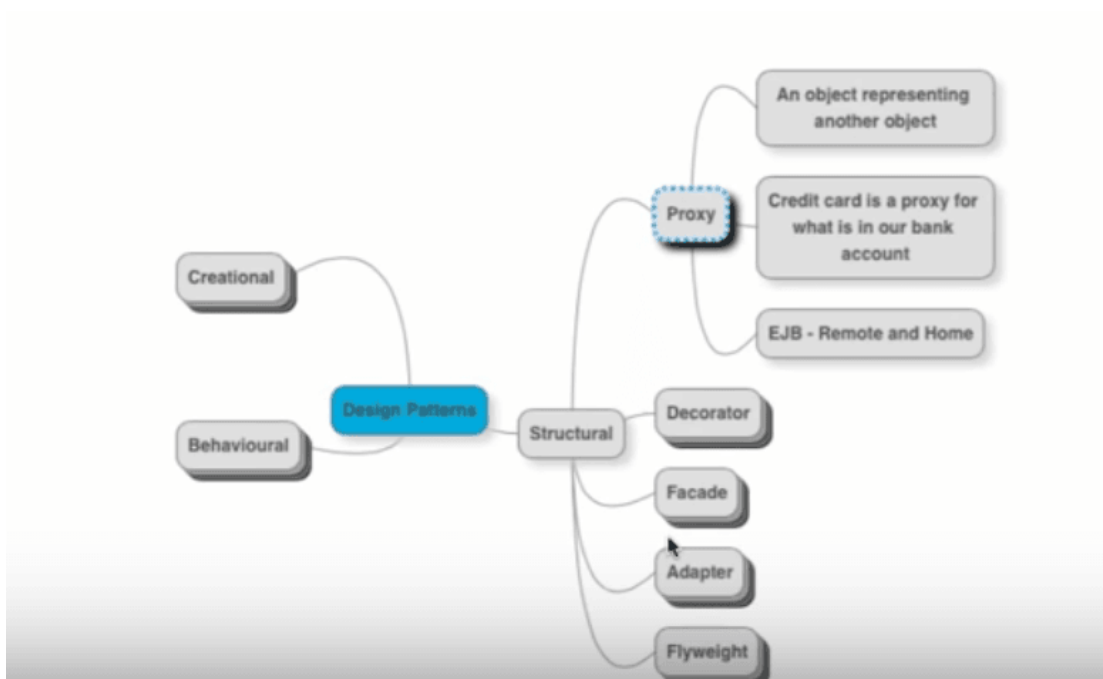 An object representing
another object
Credit card is a proxy for
what is in our bank
account
Proxy
EJB - Remote and Home
Creational
Design Patterns
Behavioural
Structural
Decorator
Facade
Adapter
Flyweight